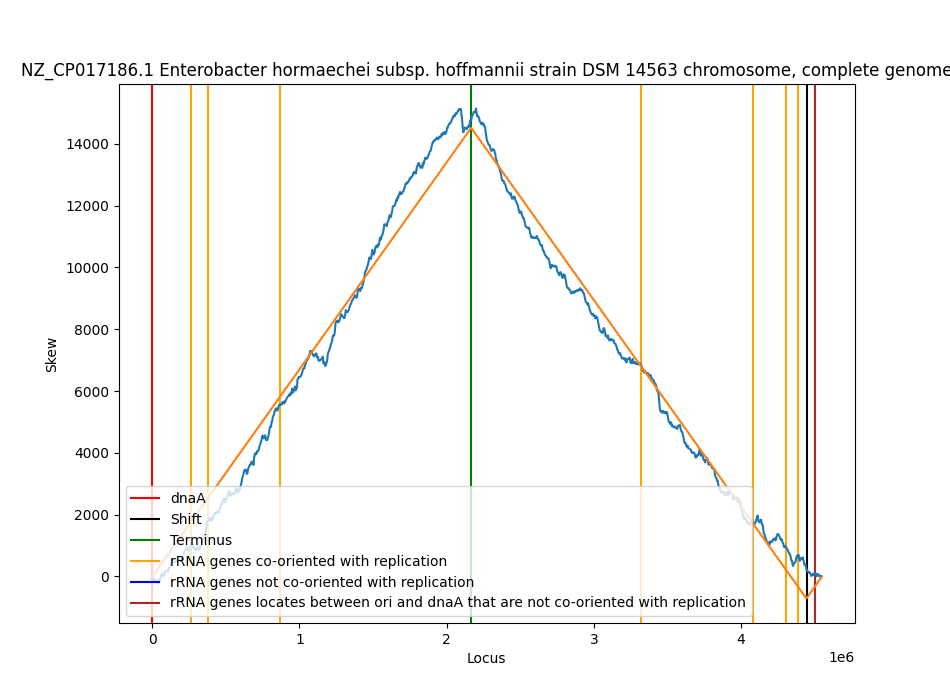 NZ_CP017186.1 Enterobacter hormaechei subsp. hoffmannii strain DSM 14563 chromosome, complete genome
Skew
14000
12000
10000
8000
6000
4000
2000
0
dnaA
Shift
Terminus
rRNA genes co-oriented with replication
rRNA genes not co-oriented with replication
rRNA genes locates between ori and dnaA that are not co-oriented with replication
0 1 2 3 4
1e6
Locus